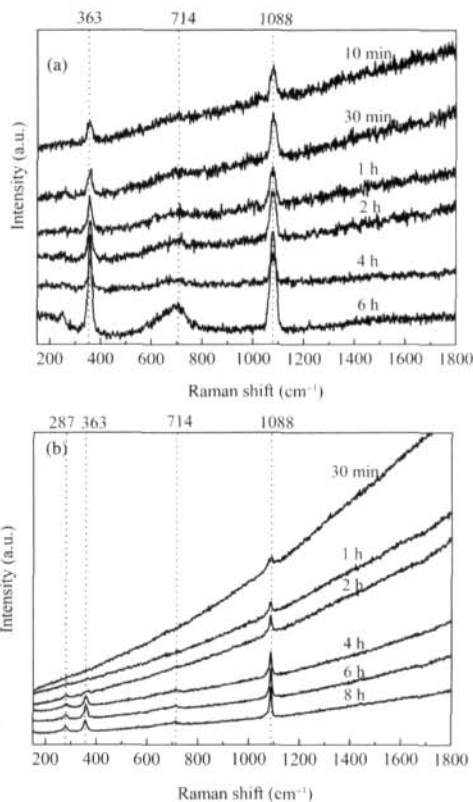 363 714 1088
(a)
10 min
30 min
1 h
2 h
4 h
6 h
Intensity (a.u.)
200 400 600 800 1000 1200 1400 1600 1800
Raman shift (cm⁻¹)
287 363 714 1088
(b)
30 min
1 h
2 h
4 h
6 h
8 h
Intensity (a.u.)
200 400 600 800 1000 1200 1400 1600 1800
Raman shift (cm⁻¹)